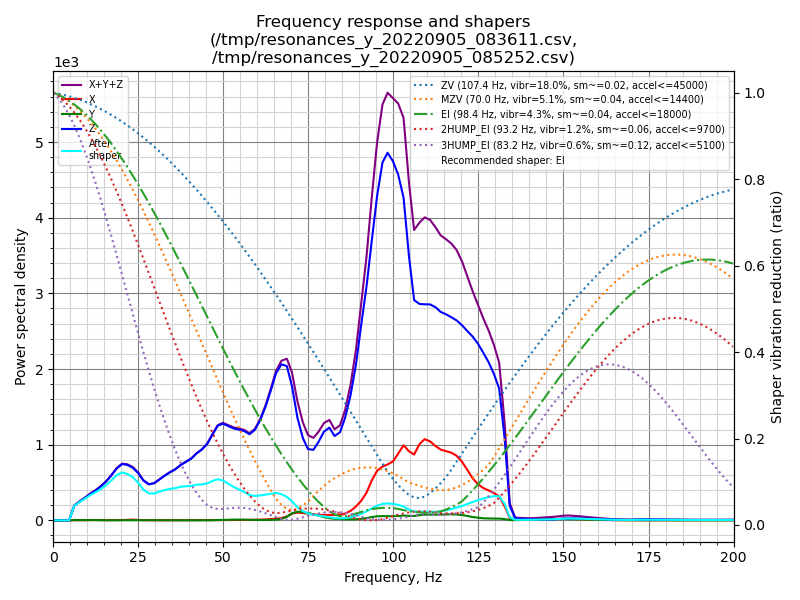 Frequency response and shapers
(/tmp/resonances_y_20220905_083611.csv,
/tmp/resonances_y_20220905_085252.csv)
1e3
X+Y+Z
X
Y
Z
After
shaper
ZV (107.4 Hz, vibr=18.0%, sm~=0.02, accel<=45000)
MZV (70.0 Hz, vibr=5.1%, sm~=0.04, accel<=14400)
EI (98.4 Hz, vibr=4.3%, sm~=0.04, accel<=18000)
2HUMP_EI (93.2 Hz, vibr=1.2%, sm~=0.06, accel<=9700)
3HUMP_EI (83.2 Hz, vibr=0.6%, sm~=0.12, accel<=5100)
Recommended shaper: EI
Power spectral density
5
4
3
2
1
0
1.0
0.8
0.6
0.4
0.2
0.0
Shaper vibration reduction (ratio)
0 25 50 75 100 125 150 175 200
Frequency, Hz